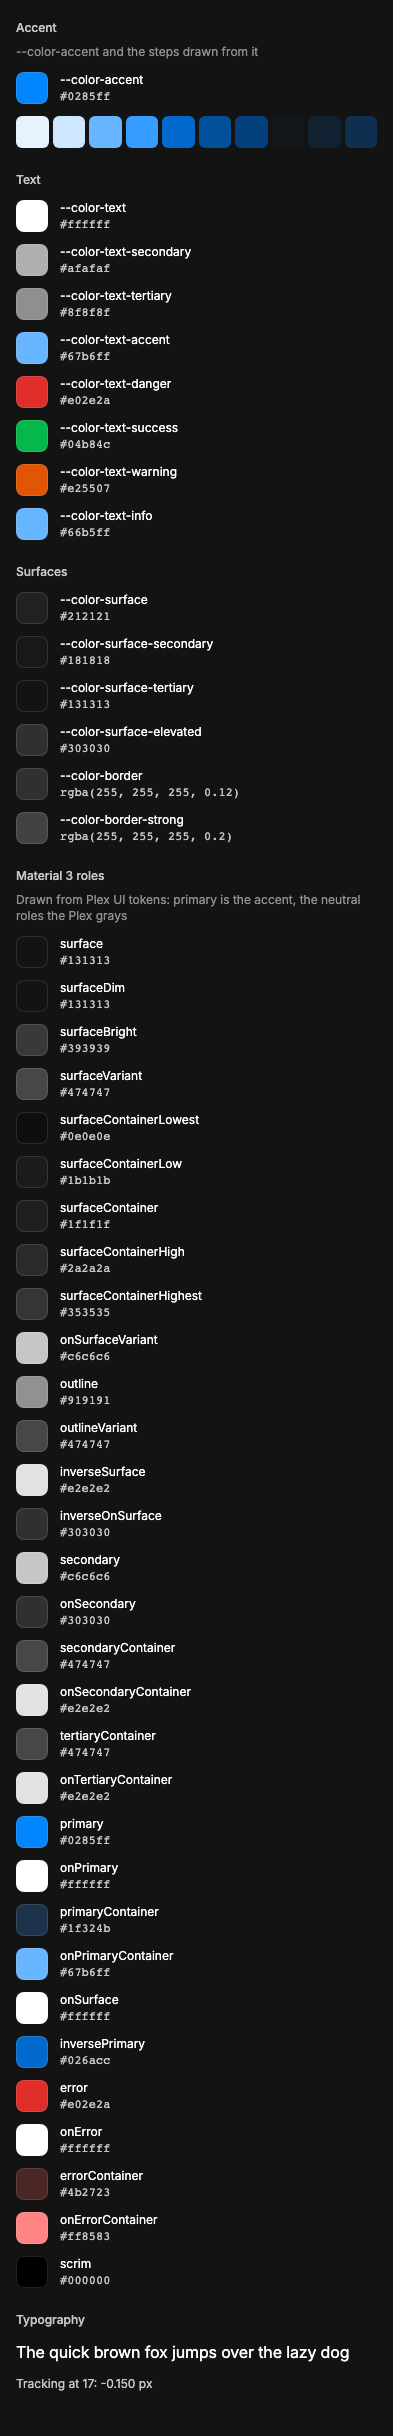 Accent
--color-accent and the steps drawn from it
--color-accent
#0285ff
Text
--color-text
#ffffff
--color-text-secondary
#afafaf
--color-text-tertiary
#8f8f8f
--color-text-accent
#67b6ff
--color-text-danger
#e02e2a
--color-text-success
#04b84c
--color-text-warning
#e25507
--color-text-info
#66b5ff
Surfaces
--color-surface
#212121
--color-surface-secondary
#181818
--color-surface-tertiary
#131313
--color-surface-elevated
#303030
--color-border
rgba(255, 255, 255, 0.12)
--color-border-strong
rgba(255, 255, 255, 0.2)
Material 3 roles
Drawn from Plex UI tokens: primary is the accent, the neutral
roles the Plex grays
surface
#131313
surfaceDim
#131313
surfaceBright
#393939
surfaceVariant
#474747
surfaceContainerLowest
#0e0e0e
surfaceContainerLow
#1b1b1b
surfaceContainer
#1f1f1f
surfaceContainerHigh
#2a2a2a
surfaceContainerHighest
#353535
onSurfaceVariant
#c6c6c6
outline
#919191
outlineVariant
#474747
inverseSurface
#e2e2e2
inverseOnSurface
#303030
secondary
#c6c6c6
onSecondary
#303030
secondaryContainer
#474747
onSecondaryContainer
#e2e2e2
tertiaryContainer
#474747
onTertiaryContainer
#e2e2e2
primary
#0285ff
onPrimary
#ffffff
primaryContainer
#1f324b
onPrimaryContainer
#67b6ff
onSurface
#ffffff
inversePrimary
#026acc
error
#e02e2a
onError
#ffffff
errorContainer
#4b2723
onErrorContainer
#ff8583
scrim
#000000
Typography
The quick brown fox jumps over the lazy dog
Tracking at 17: -0.150 px